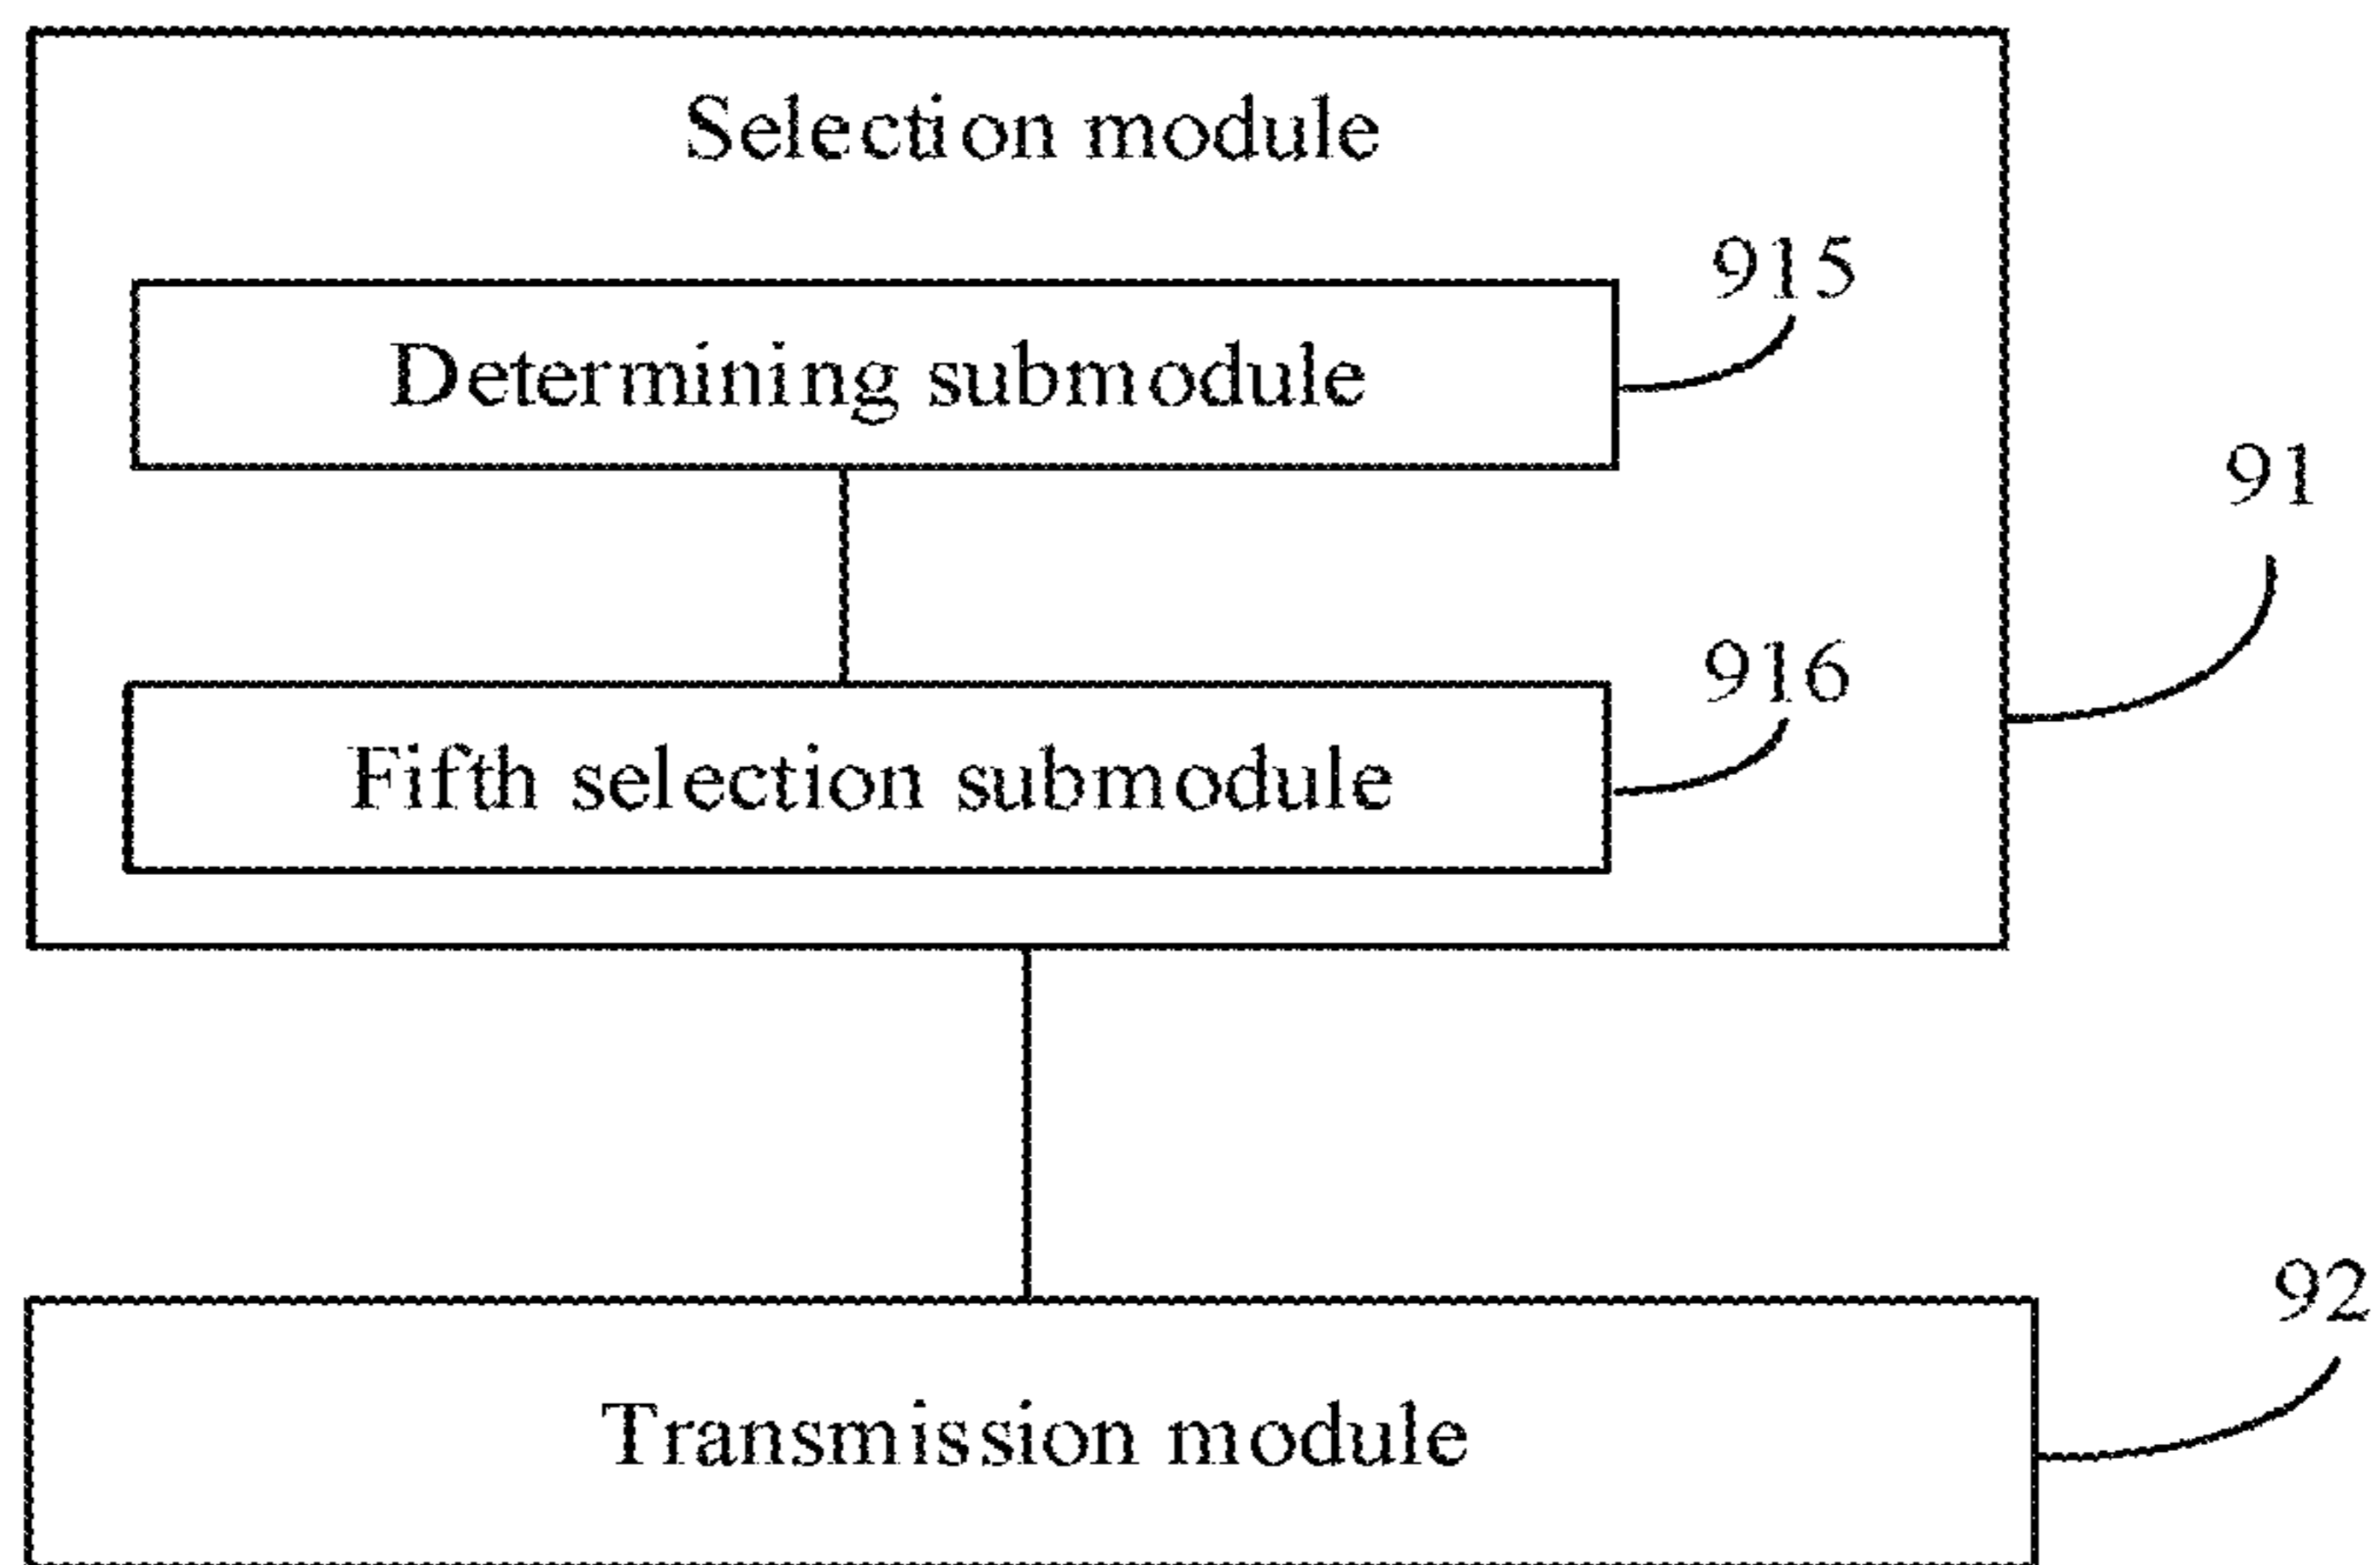 Selection module
915
Determining submodule
91
916
Fifth selection submodule
92
Transmission module